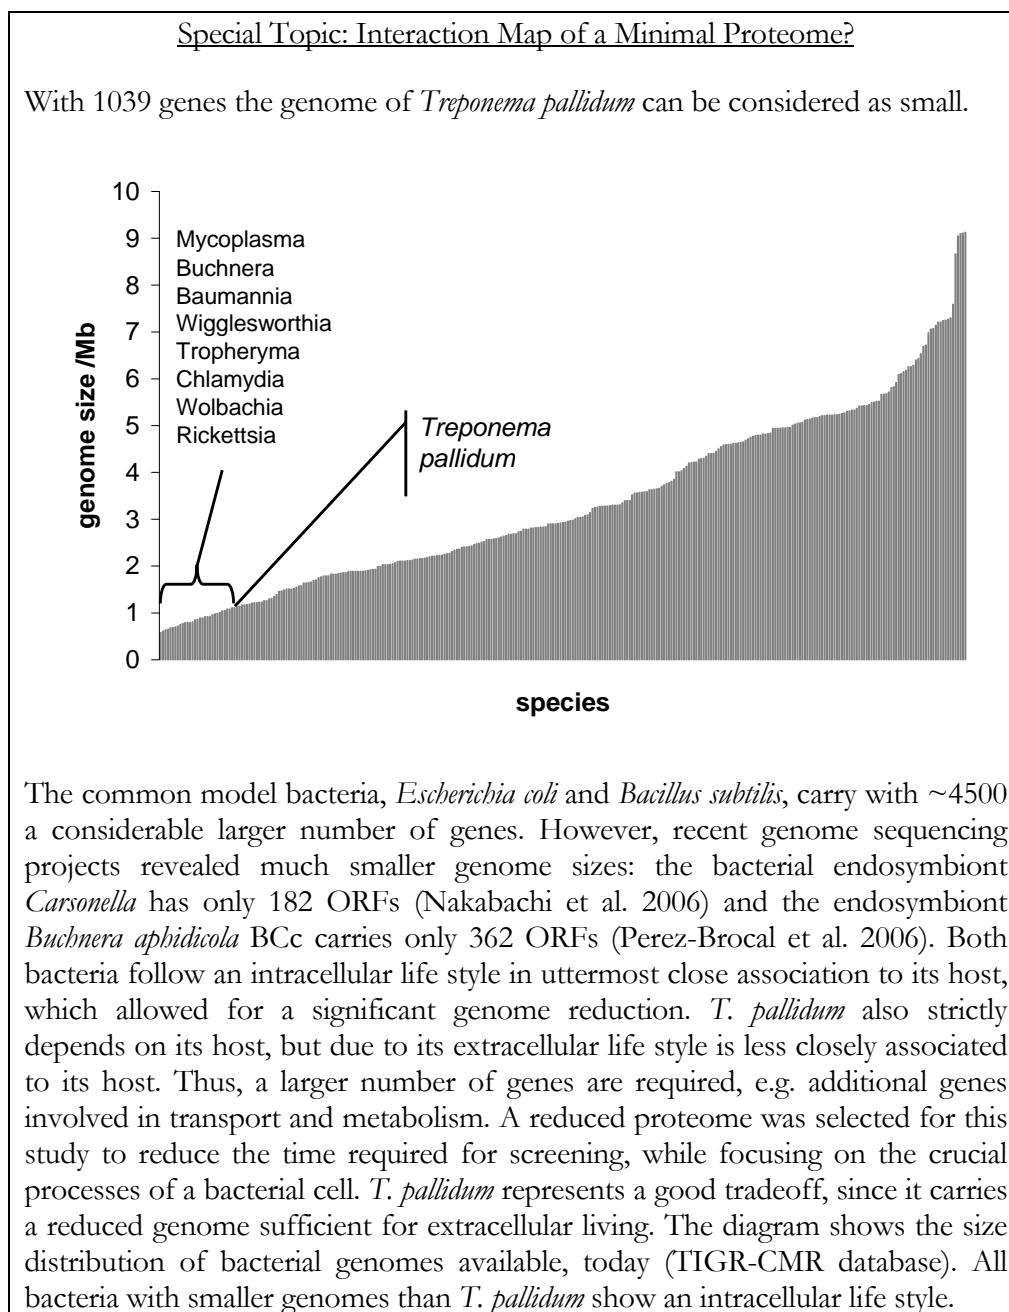 Special Topic: Interaction Map of a Minimal Proteome?
With 1039 genes the genome of Treponema pallidum can be considered as small.
10
9
8
7
6
5
4
3
2
1
0
genome size /Mb
Mycoplasma
Buchnera
Baumannia
Wigglesworthia
Tropheryma
Chlamydia
Wolbachia
Rickettsia
Treponema
pallidum
species
The common model bacteria, Escherichia coli and Bacillus subtilis, carry with ~4500
a considerable larger number of genes. However, recent genome sequencing
projects revealed much smaller genome sizes: the bacterial endosymbiont
Carsonella has only 182 ORFs (Nakabachi et al. 2006) and the endosymbiont
Buchnera aphidicola BCc carries only 362 ORFs (Perez-Brocal et al. 2006). Both
bacteria follow an intracellular life style in uttermost close association to its host,
which allowed for a significant genome reduction. T. pallidum also strictly
depends on its host, but due to its extracellular life style is less closely associated
to its host. Thus, a larger number of genes are required, e.g. additional genes
involved in transport and metabolism. A reduced proteome was selected for this
study to reduce the time required for screening, while focusing on the crucial
processes of a bacterial cell. T. pallidum represents a good tradeoff, since it carries
a reduced genome sufficient for extracellular living. The diagram shows the size
distribution of bacterial genomes available, today (TIGR-CMR database). All
bacteria with smaller genomes than T. pallidum show an intracellular life style.